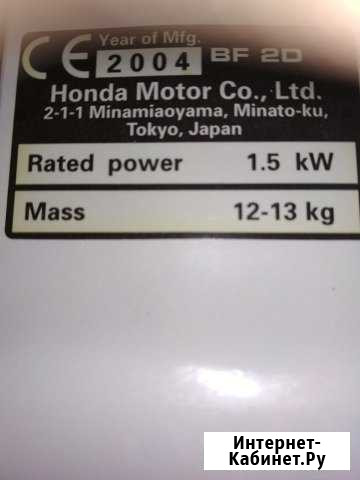 CE Year of Mfg. BF 2D
2004
Honda Motor Co., Ltd.
2-1-1 Minamiaoyama, Minato-ku,
Tokyo, Japan
Rated power 1.5 kW
Mass 12-13 kg
Интернет-
Кабинет.Ру